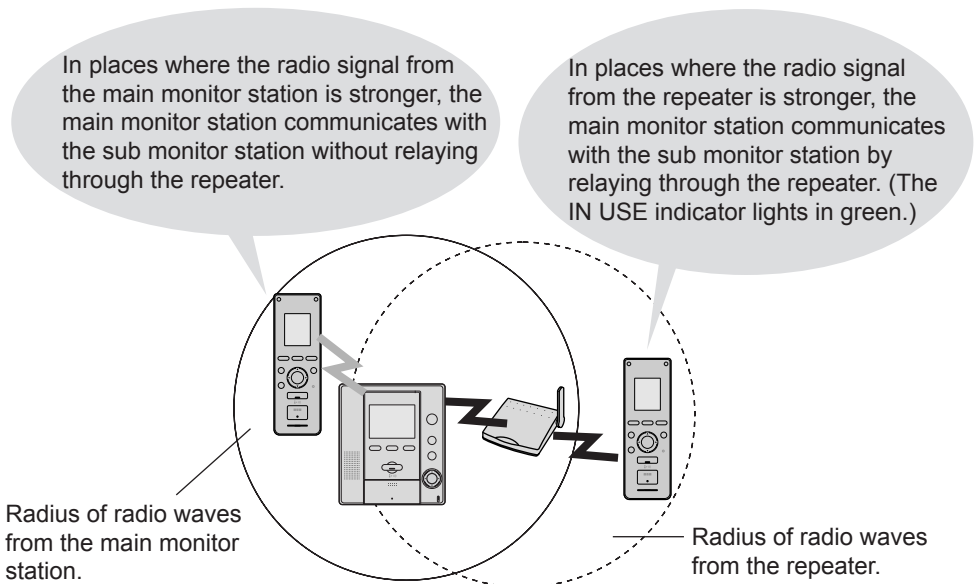 In places where the radio signal from
the main monitor station is stronger, the
main monitor station communicates with
the sub monitor station without relaying
through the repeater.
In places where the radio signal
from the repeater is stronger, the
main monitor station communicates
with the sub monitor station by
relaying through the repeater. (The
IN USE indicator lights in green.)
Radius of radio waves
from the main monitor
station.
Radius of radio waves
from the repeater.